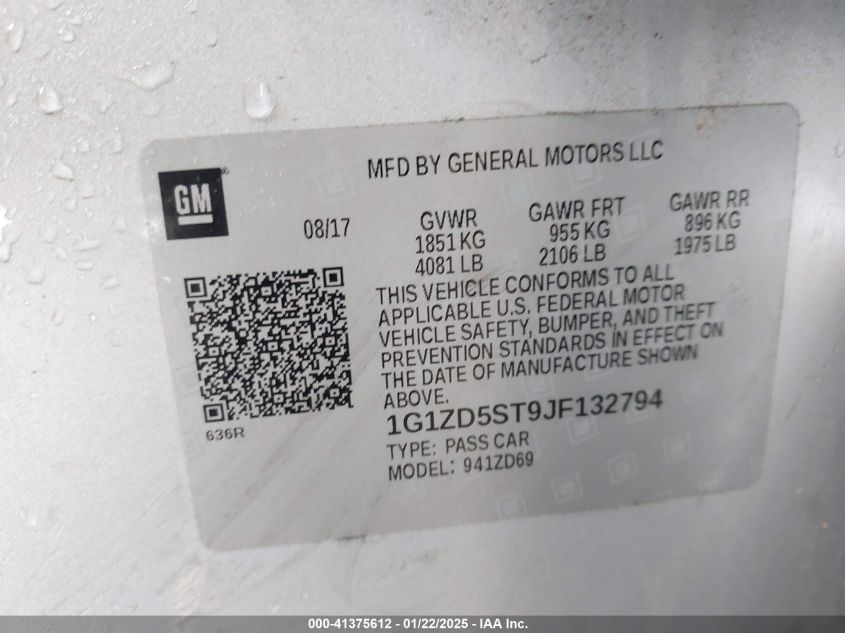 MFD BY GENERAL MOTORS LLC
GM®
08/17
GVWR
1851 KG
4081 LB
GAWR FRT
955 KG
2106 LB
GAWR RR
896 KG
1975 LB
THIS VEHICLE CONFORMS TO ALL
APPLICABLE U.S. FEDERAL MOTOR
VEHICLE SAFETY, BUMPER, AND THEFT
PREVENTION STANDARDS IN EFFECT ON
THE DATE OF MANUFACTURE SHOWN
ABOVE.
636R
1G1ZD5ST9JF132794
TYPE: PASS CAR
MODEL: 941ZD69
000-41375612 - 01/22/2025 - IAA Inc.